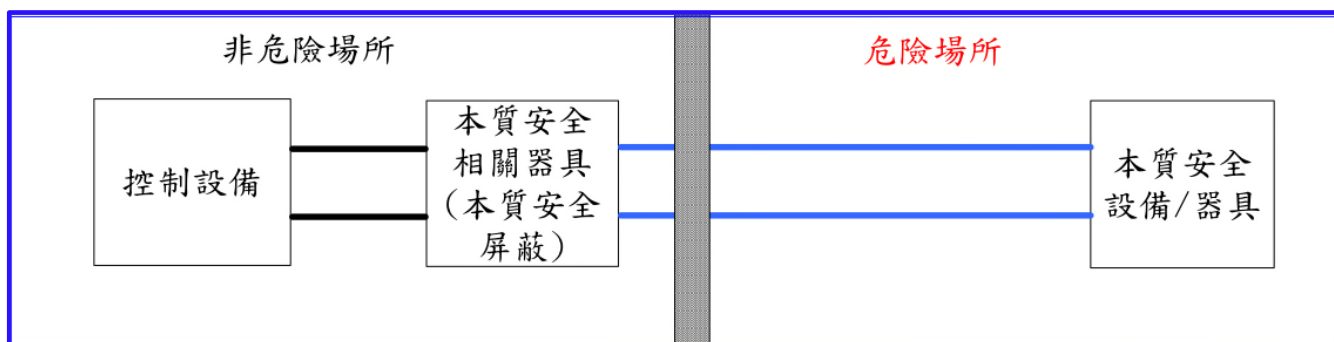 非危險場所
危險場所
控制設備
本質安全
相關器具
(本質安全
屏蔽)
本質安全
設備/器具